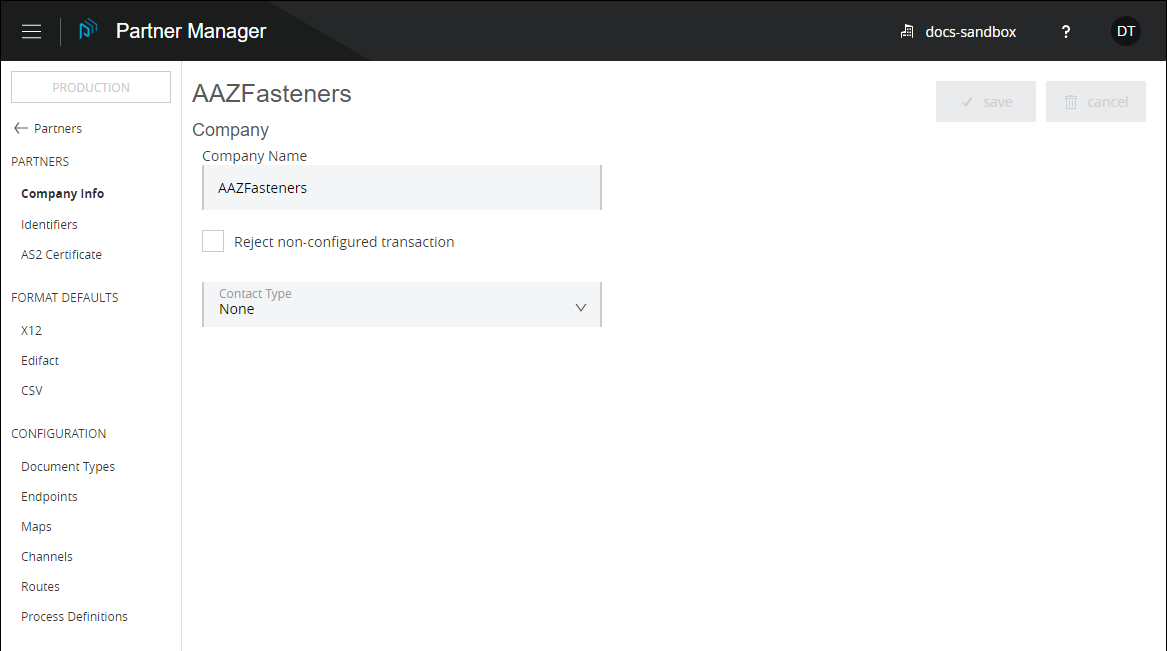 Partner Manager
docs-sandbox
?
DT
PRODUCTION
Partners
PARTNERS
Company Info
Identifiers
AS2 Certificate
FORMAT DEFAULTS
X12
Edifact
CSV
CONFIGURATION
Document Types
Endpoints
Maps
Channels
Routes
Process Definitions
AAZFasteners
save
cancel
Company
Company Name
AAZFasteners
Reject non-configured transaction
Contact Type
None